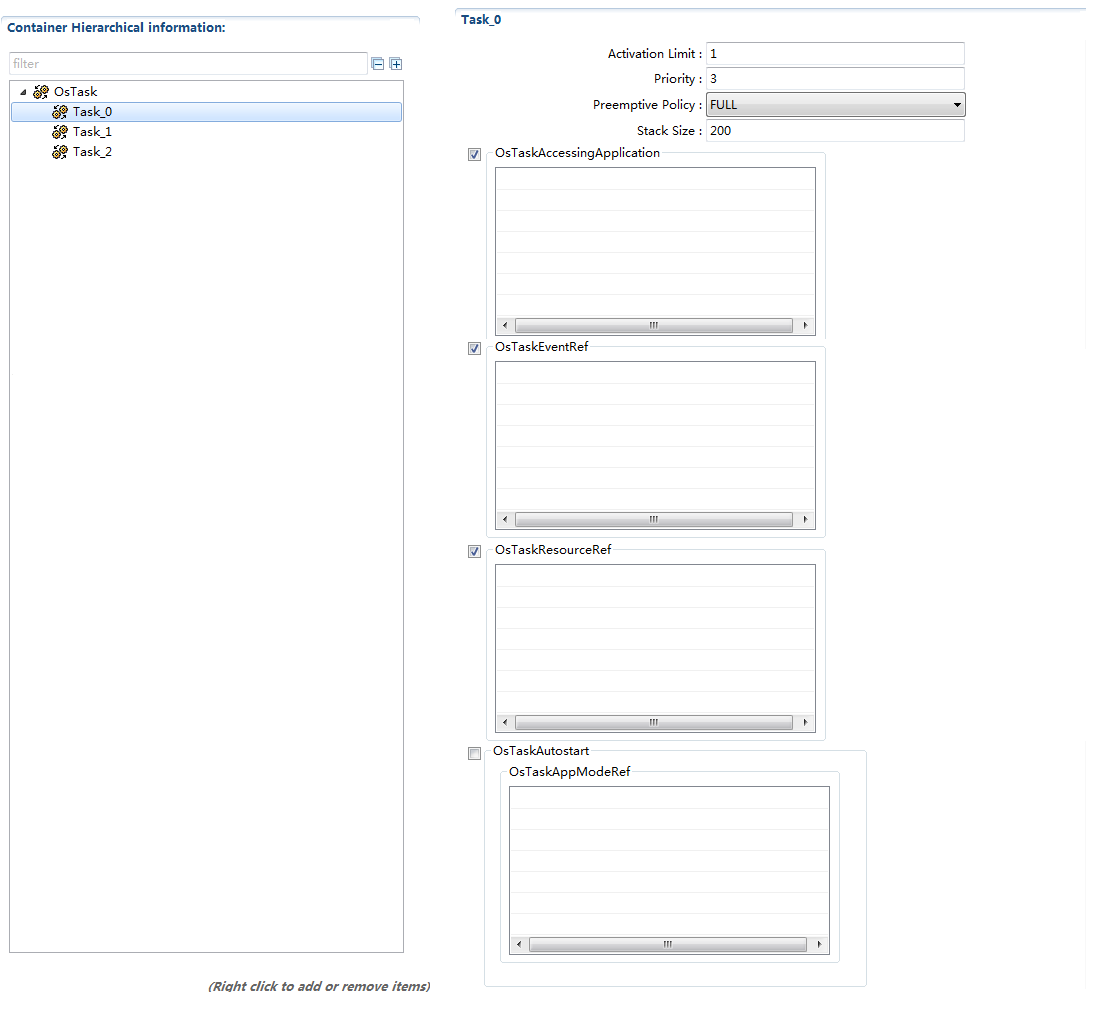 Container Hierarchical information:
filter
OsTask
Task_0
Task_1
Task_2
(Right click to add or remove items)
Task_0
Activation Limit : 1
Priority : 3
Preemptive Policy : FULL
Stack Size : 200
OsTaskAccessingApplication
OsTaskEventRef
OsTaskResourceRef
OsTaskAutostart
OsTaskAppModeRef